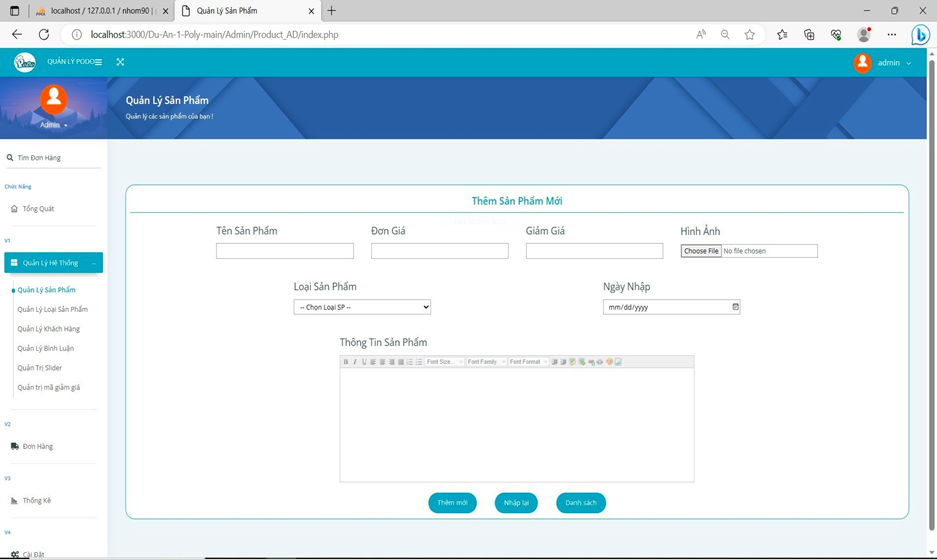 localhost / 127.0.0.1 / nhom90 | p
Quản Lý Sản Phẩm
localhost:3000/Du-An-1-Poly-main/Admin/Product_AD/index.php
QUẢN LÝ PODO
admin
Admin
Quản Lý Sản Phẩm
Quản lý các sản phẩm của bạn !
Tìm Đơn Hàng
Chức Năng
Tổng Quát
V1
Quản Lý Hệ Thống
Quản Lý Sản Phẩm
Quản Lý Loại Sản Phẩm
Quản Lý Khách Hàng
Quản Lý Bình Luận
Quản Trị Slider
Quản trị mã giảm giá
V2
Đơn Hàng
V3
Thống Kê
V4
Cài Đặt
Thêm Sản Phẩm Mới
Tên Sản Phẩm
Đơn Giá
Giảm Giá
Hình Ảnh
Choose File No file chosen
Loại Sản Phẩm
Ngày Nhập
-- Chọn Loại SP --
mm/dd/yyyy
Thông Tin Sản Phẩm
B I U Font Size... Font Family Font Format
Thêm mới
Nhập lại
Danh sách